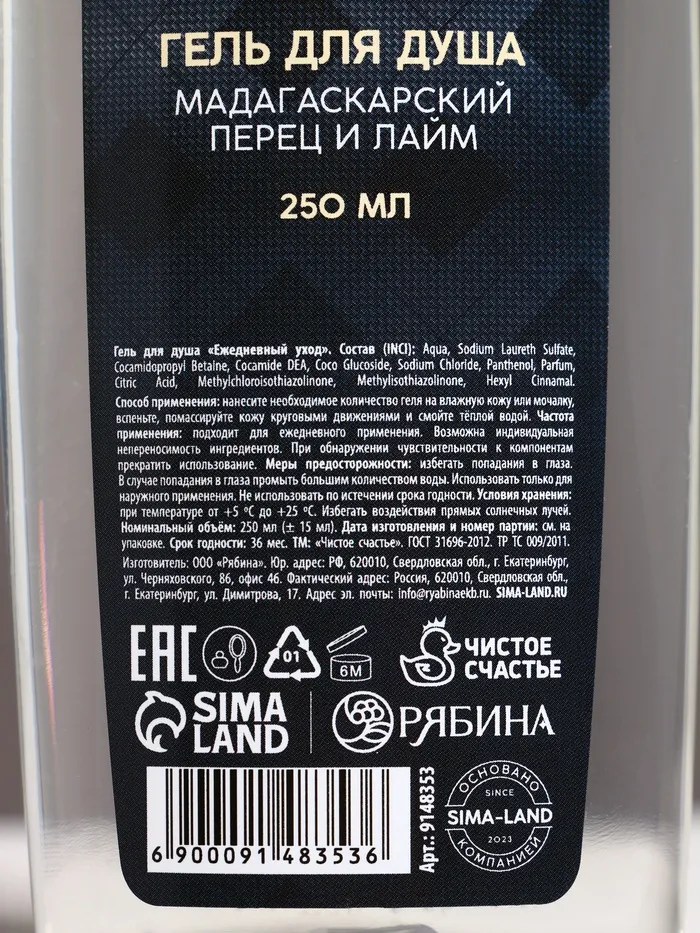 ГЕЛЬ ДЛЯ ДУША
МАДАГАСКАРСКИЙ
ПЕРЕЦ И ЛАЙМ
250 МЛ
Гель для душа «Ежедневный уход». Состав (INCI): Aqua, Sodium Laureth Sulfate,
Cocamidopropyl Betaine, Cocamide DEA, Coco Glucoside, Sodium Chloride, Panthenol, Parfum,
Citric Acid, Methylchloroisothiazolinone, Methylisothiazolinone, Hexyl Cinnamal.
Способ применения: нанесите необходимое количество геля на влажную кожу или мочалку,
вспеньте, помассируйте кожу круговыми движениями и смойте тёплой водой. Частота
применения: подходит для ежедневного применения. Возможна индивидуальная
непереносимость ингредиентов. При обнаружении чувствительности к компонентам
прекратить использование. Меры предосторожности: избегать попадания в глаза.
В случае попадания в глаза промыть большим количеством воды. Использовать только для
наружного применения. Не использовать по истечении срока годности. Условия хранения:
при температуре от +5 °С до +25 °С. Избегать воздействия прямых солнечных лучей.
Номинальный объём: 250 мл (± 15 мл). Дата изготовления и номер партии: см. на
упаковке. Срок годности: 36 мес. ТМ: «Чистое счастье». ГОСТ 31696-2012. ТР ТС 009/2011.
Изготовитель: ООО «Рябина». Юр. адрес: РФ, 620010, Свердловская обл., г. Екатеринбург,
ул. Черняховского, 86, офис 46. Фактический адрес: Россия, 620010, Свердловская обл.,
г. Екатеринбург, ул. Димитрова, 17. Адрес эл. почты: info@ryabinaekb.ru. SIMA-LAND.RU
EAC
01
6M
ЧИСТОЕ
СЧАСТЬЕ
SIMA
LAND
РЯБИНА
6 900091 483536
Арт.: 9148353
ОСНОВАНО
SINCE
SIMA-LAND
2023
КОМПАНИЕЙ